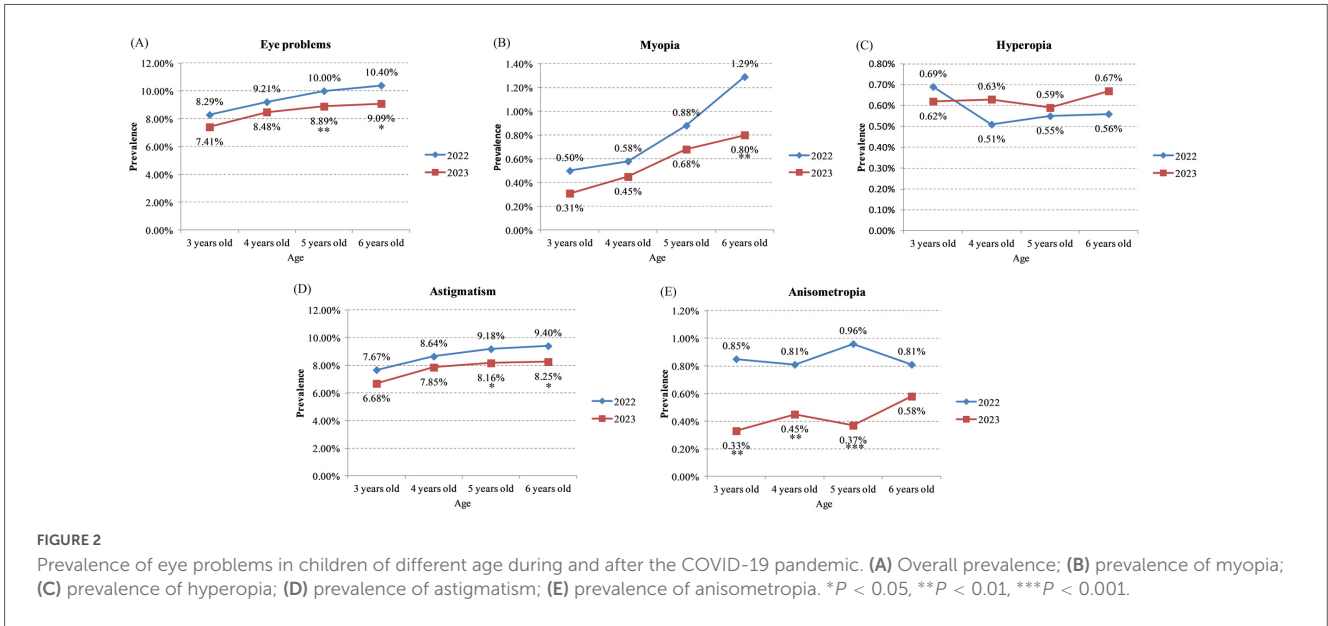 (A)
Eye problems
12.00%
10.00%
8.00%
6.00%
4.00%
2.00%
0.00%
Prevalence
8.29%
9.21%
10.00%
10.40%
7.41%
8.48%
8.89%
9.09%
**
*
3 years old
4 years old
5 years old
6 years old
Age
2022
2023
(B)
Myopia
1.40%
1.20%
1.00%
0.80%
0.60%
0.40%
0.20%
0.00%
Prevalence
0.50%
0.58%
0.88%
1.29%
0.31%
0.45%
0.68%
0.80%
**
3 years old
4 years old
5 years old
6 years old
Age
2022
2023
(C)
Hyperopia
0.80%
0.70%
0.60%
0.50%
0.40%
0.30%
0.20%
0.10%
0.00%
Prevalence
0.69%
0.63%
0.59%
0.67%
0.62%
0.51%
0.55%
0.56%
3 years old
4 years old
5 years old
6 years old
Age
2022
2023
(D)
Astigmatism
12.00%
10.00%
8.00%
6.00%
4.00%
2.00%
0.00%
Prevalence
7.67%
8.64%
9.18%
9.40%
6.68%
7.85%
8.16%
8.25%
*
*
3 years old
4 years old
5 years old
6 years old
Age
2022
2023
(E)
Anisometropia
1.20%
1.00%
0.80%
0.60%
0.40%
0.20%
0.00%
Prevalence
0.85%
0.81%
0.96%
0.81%
0.33%
0.45%
0.37%
0.58%
**
**
***
3 years old
4 years old
5 years old
6 years old
Age
2022
2023
FIGURE 2
Prevalence of eye problems in children of different age during and after the COVID-19 pandemic. (A) Overall prevalence; (B) prevalence of myopia;
(C) prevalence of hyperopia; (D) prevalence of astigmatism; (E) prevalence of anisometropia. *P < 0.05, **P < 0.01, ***P < 0.001.